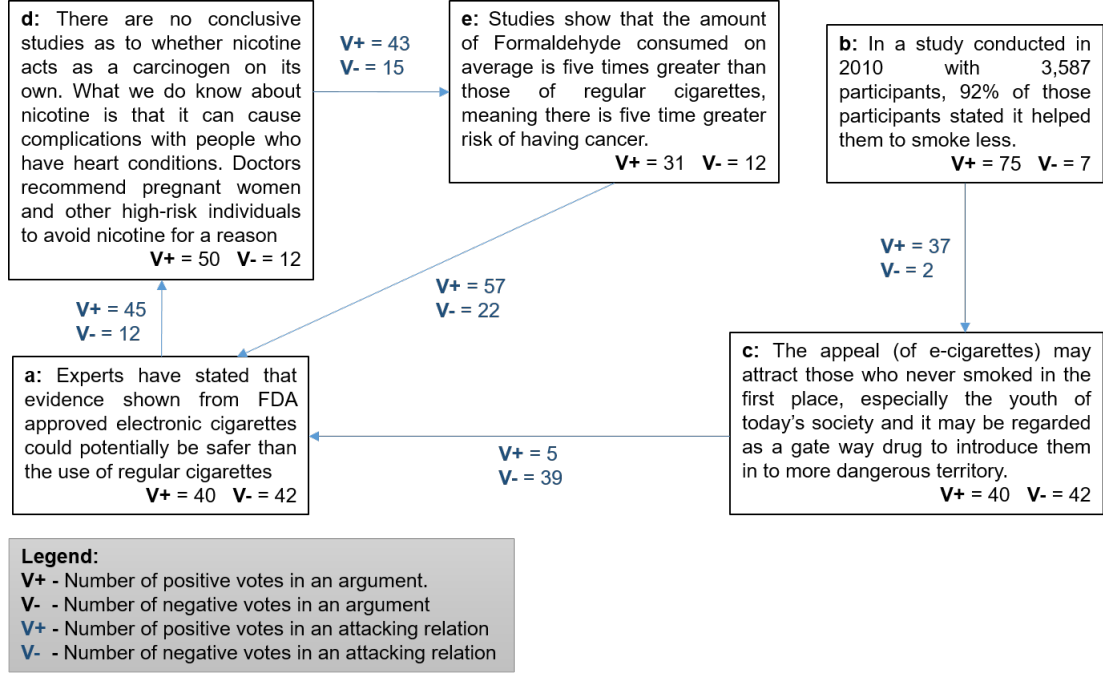 d: There are no conclusive
studies as to whether nicotine
acts as a carcinogen on its
own. What we do know about
nicotine is that it can cause
complications with people who
have heart conditions. Doctors
recommend pregnant women
and other high-risk individuals
to avoid nicotine for a reason
V+ = 50 V- = 12
V+ = 43
V- = 15
e: Studies show that the amount
of Formaldehyde consumed on
average is five times greater than
those of regular cigarettes,
meaning there is five time greater
risk of having cancer.
V+ = 31 V- = 12
b: In a study conducted in
2010 with 3,587
participants, 92% of those
participants stated it helped
them to smoke less.
V+ = 75 V- = 7
V+ = 37
V- = 2
V+ = 57
V- = 22
V+ = 45
V- = 12
a: Experts have stated that
evidence shown from FDA
approved electronic cigarettes
could potentially be safer than
the use of regular cigarettes
V+ = 40 V- = 42
c: The appeal (of e-cigarettes) may
attract those who never smoked in the
first place, especially the youth of
today's society and it may be regarded
as a gate way drug to introduce them
in to more dangerous territory.
V+ = 40 V- = 42
V+ = 5
V- = 39
Legend:
V+ - Number of positive votes in an argument.
V- - Number of negative votes in an argument
V+ - Number of positive votes in an attacking relation
V- - Number of negative votes in an attacking relation